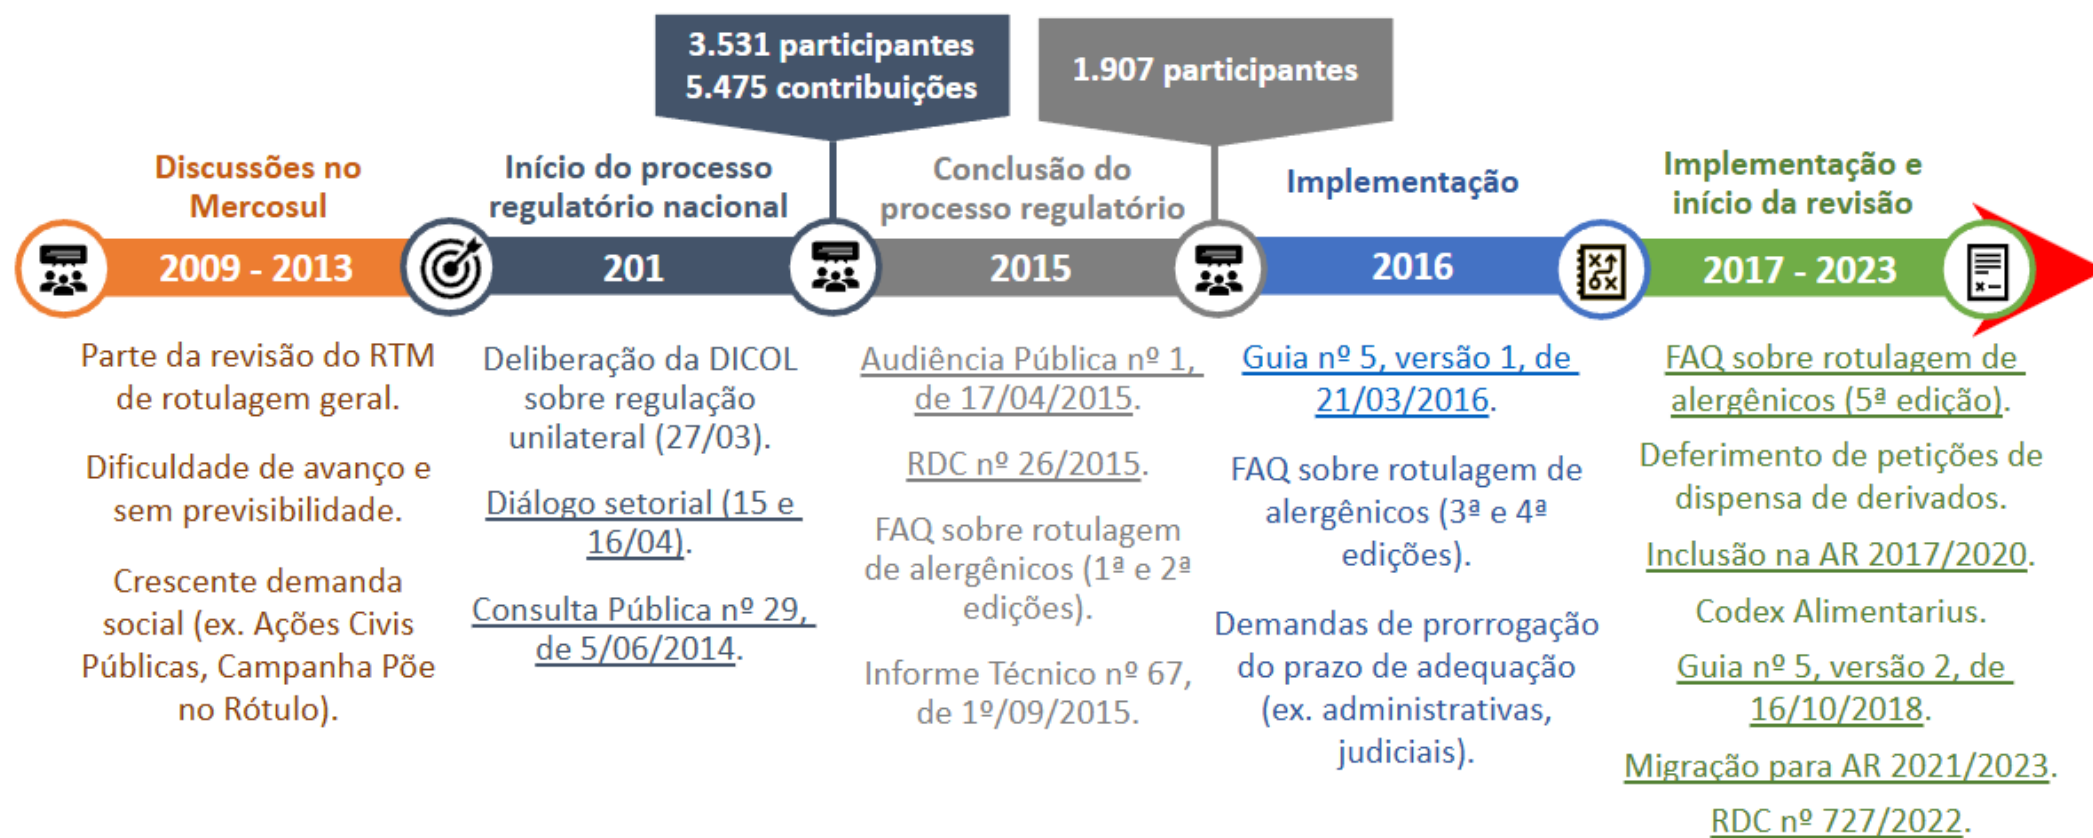 3.531 participantes
5.475 contribuições
1.907 participantes
Discussões no
Mercosul
2009 - 2013
Parte da revisão do RTM
de rotulagem geral.
Dificuldade de avanço e
sem previsibilidade.
Crescente demanda
social (ex. Ações Civis
Públicas, Campanha Põe
no Rótulo).
Início do processo
regulatório nacional
201
Deliberação da DICOL
sobre regulação
unilateral (27/03).
Diálogo setorial (15 e
16/04).
Consulta Pública nº 29,
de 5/06/2014.
Conclusão do
processo regulatório
2015
Audiência Pública nº 1,
de 17/04/2015.
RDC nº 26/2015.
FAQ sobre rotulagem
de alergênicos (1ª e 2ª
edições).
Informe Técnico nº 67,
de 1º/09/2015.
Implementação
2016
Guia nº 5, versão 1, de
21/03/2016.
FAQ sobre rotulagem de
alergênicos (3ª e 4ª
edições).
Demandas de prorrogação
do prazo de adequação
(ex. administrativas,
judiciais).
Implementação e
início da revisão
2017 - 2023
FAQ sobre rotulagem de
alergênicos (5ª edição).
Deferimento de petições de
dispensa de derivados.
Inclusão na AR 2017/2020.
Codex Alimentarius.
Guia nº 5, versão 2, de
16/10/2018.
Migração para AR 2021/2023.
RDC nº 727/2022.